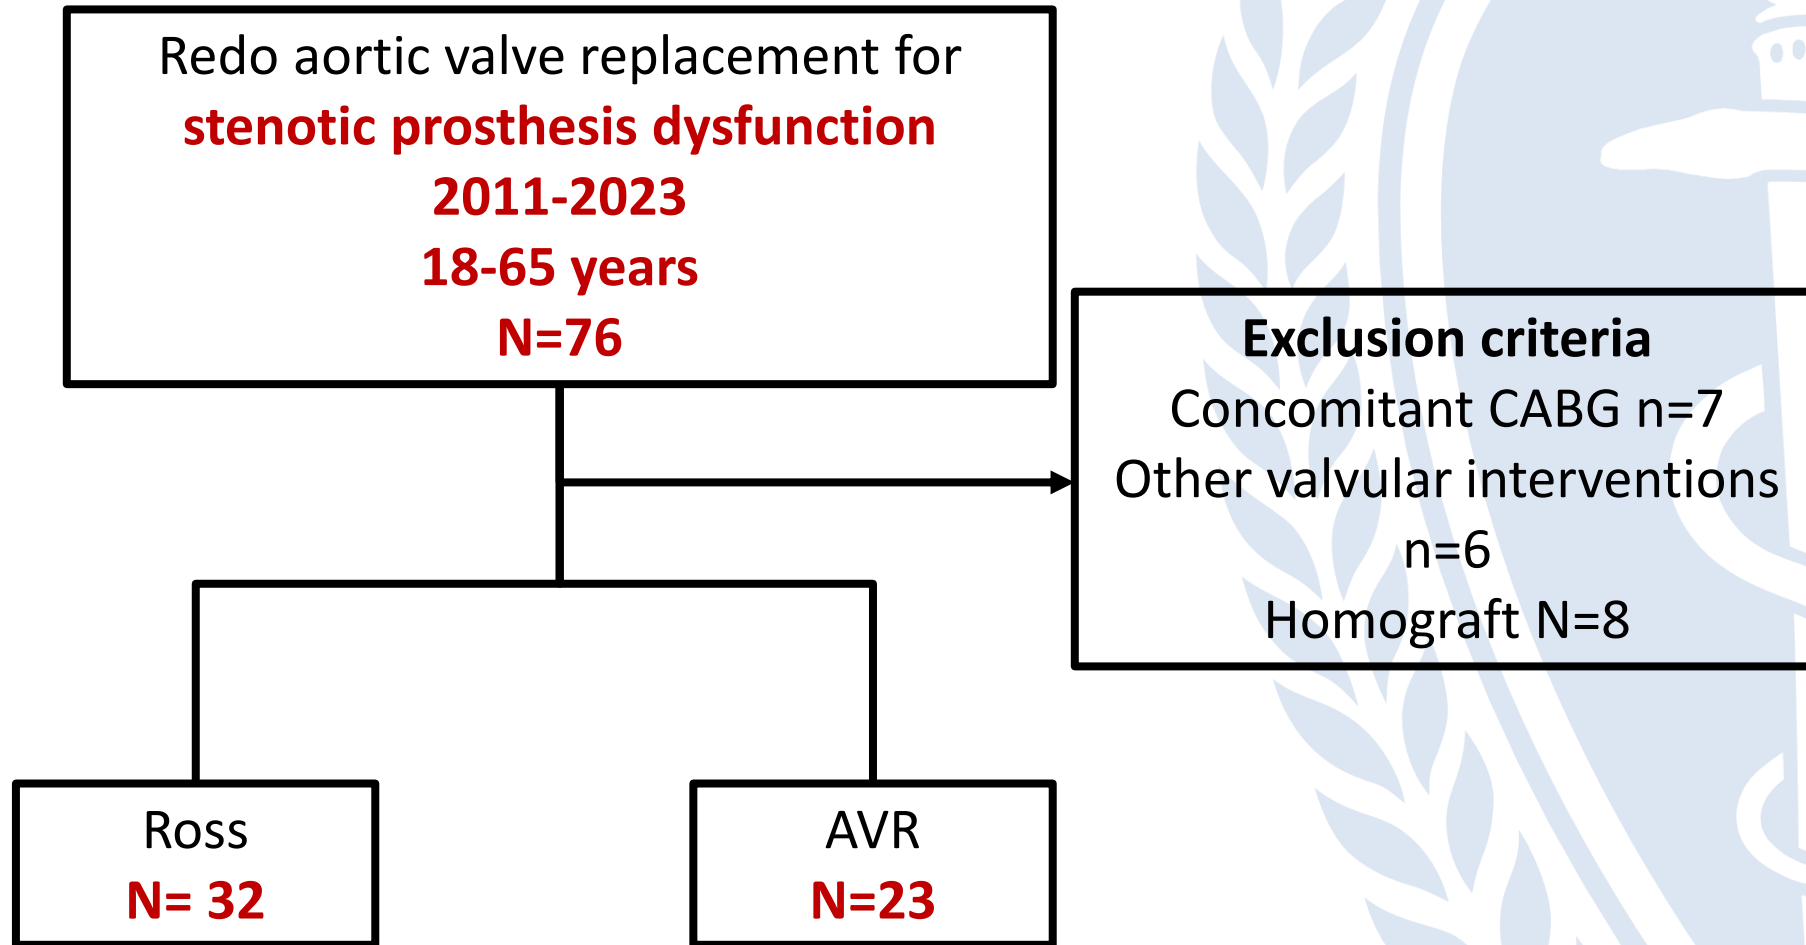 Redo aortic valve replacement for
stenotic prosthesis dysfunction
2011-2023
18-65 years
N=76
Exclusion criteria
Concomitant CABG n=7
Other valvular interventions
n=6
Homograft N=8
Ross
N= 32
AVR
N=23